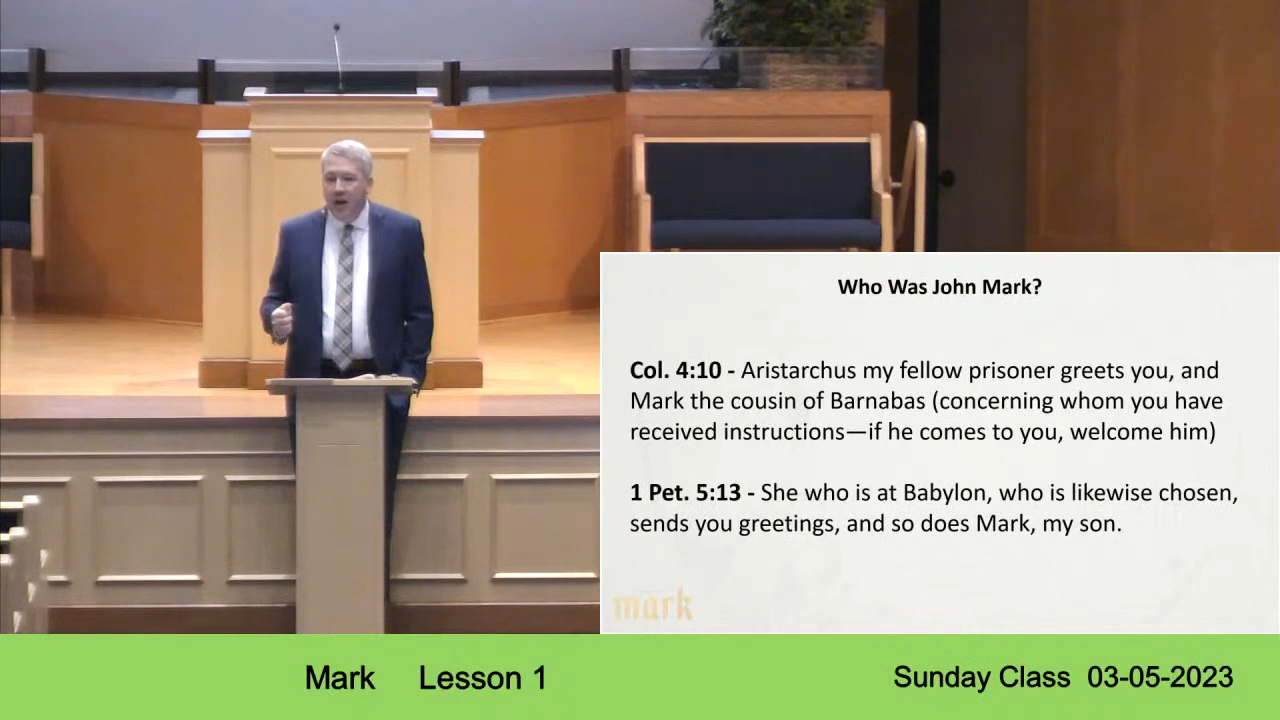 Who Was John Mark?
Col. 4:10 - Aristarchus my fellow prisoner greets you, and
Mark the cousin of Barnabas (concerning whom you have
received instructions—if he comes to you, welcome him)
1 Pet. 5:13 - She who is at Babylon, who is likewise chosen,
sends you greetings, and so does Mark, my son.
mark
Mark Lesson 1
Sunday Class 03-05-2023